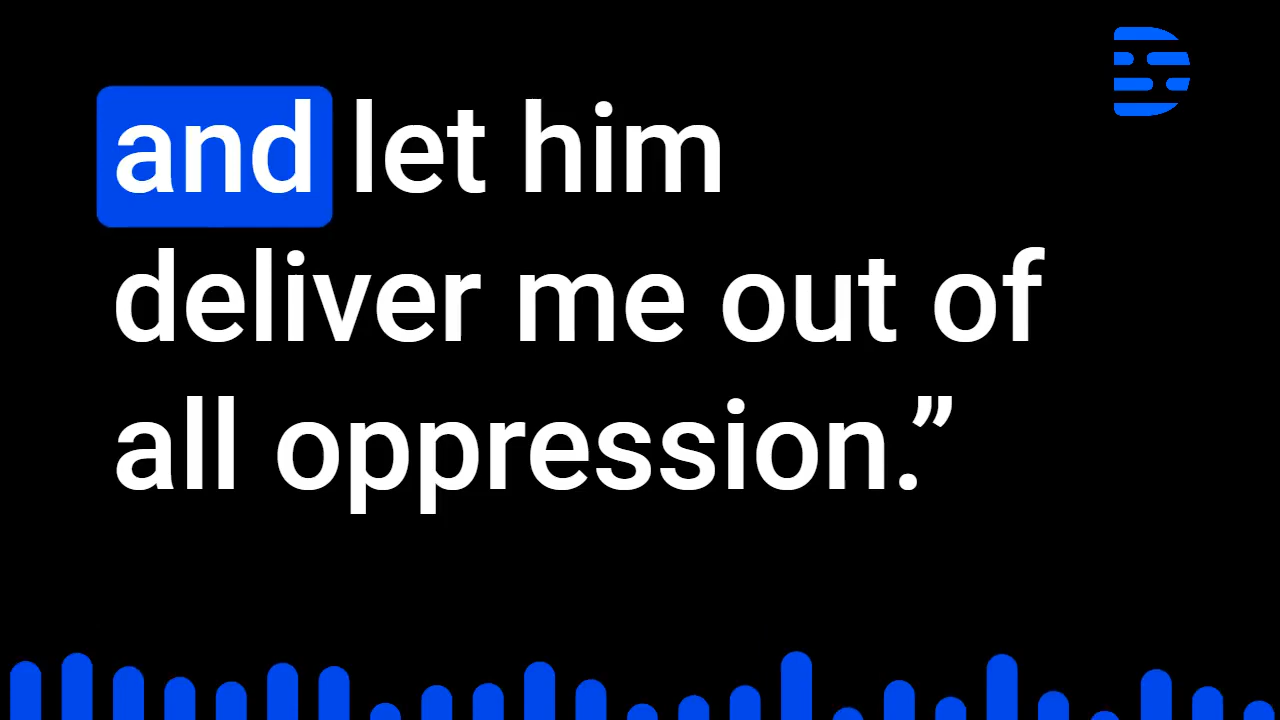 and let him
deliver me out of
all oppression.”